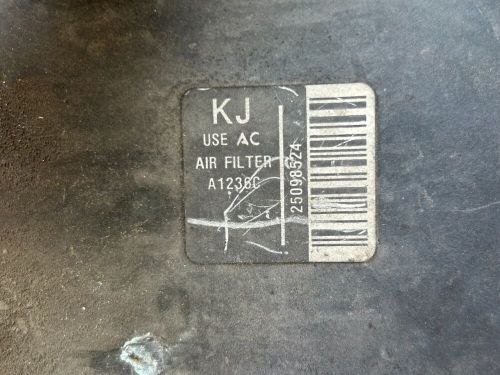 KJ
USE AC
AIR FILTER
A1236C
25098524